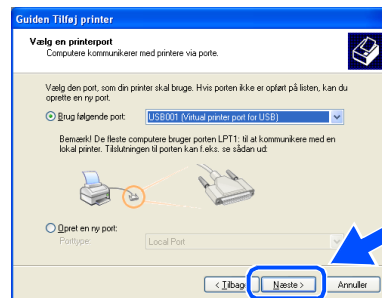 Guiden Tilføj printer
Vælg en printerport
Computere kommunikerer med printere via porte.
Vælg den port, som din printer skal bruge. Hvis porten ikke er opført på listen, kan du
oprette en ny port.
Brug følgende port:
USB001 (Virtual printer port for USB)
Bemærk! De fleste computere bruger porten LPT1: til at kommunikere med en
lokal printer. Tilslutningen til porten kan f.eks. se sådan ud:
Opret en ny port:
Porttype:
Local Port
< Tilbage
Næste >
Annuller